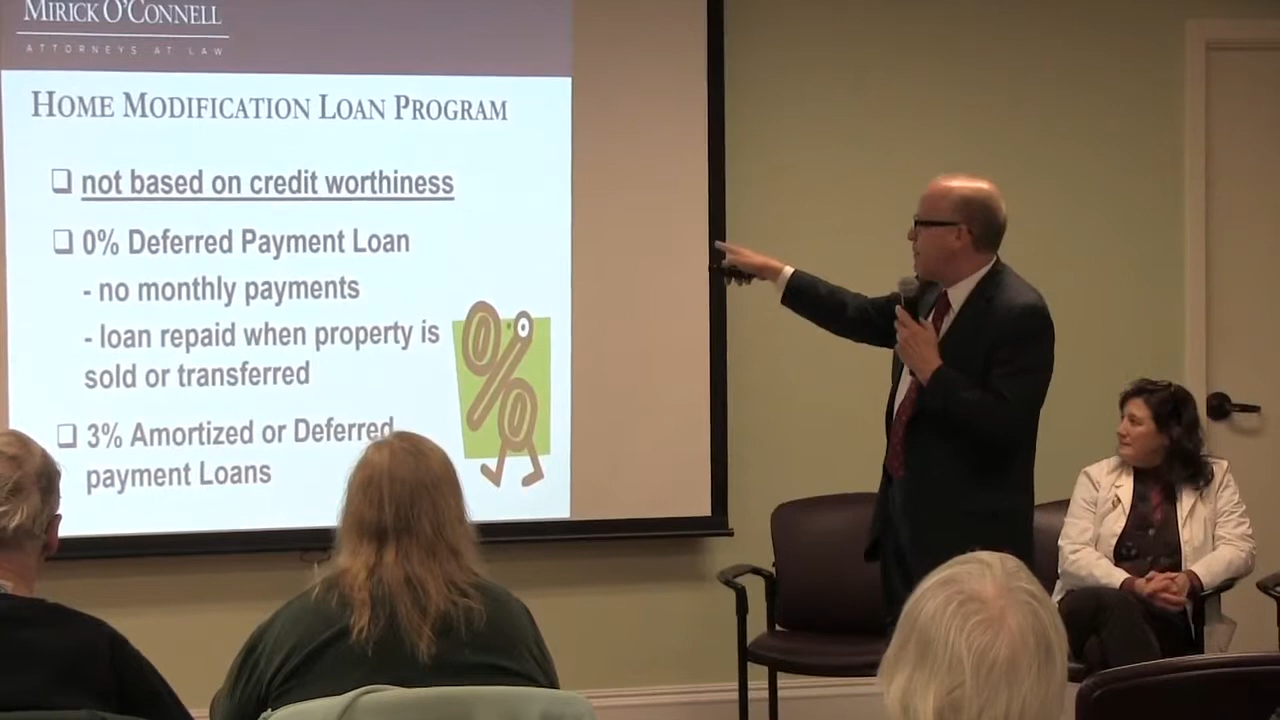 MIRICK O'CONNELL
ATTORNEYS AT LAW
HOME MODIFICATION LOAN PROGRAM
❑ not based on credit worthiness
❑ 0% Deferred Payment Loan
- no monthly payments
- loan repaid when property is
sold or transferred
❑ 3% Amortized or Deferred
payment Loans